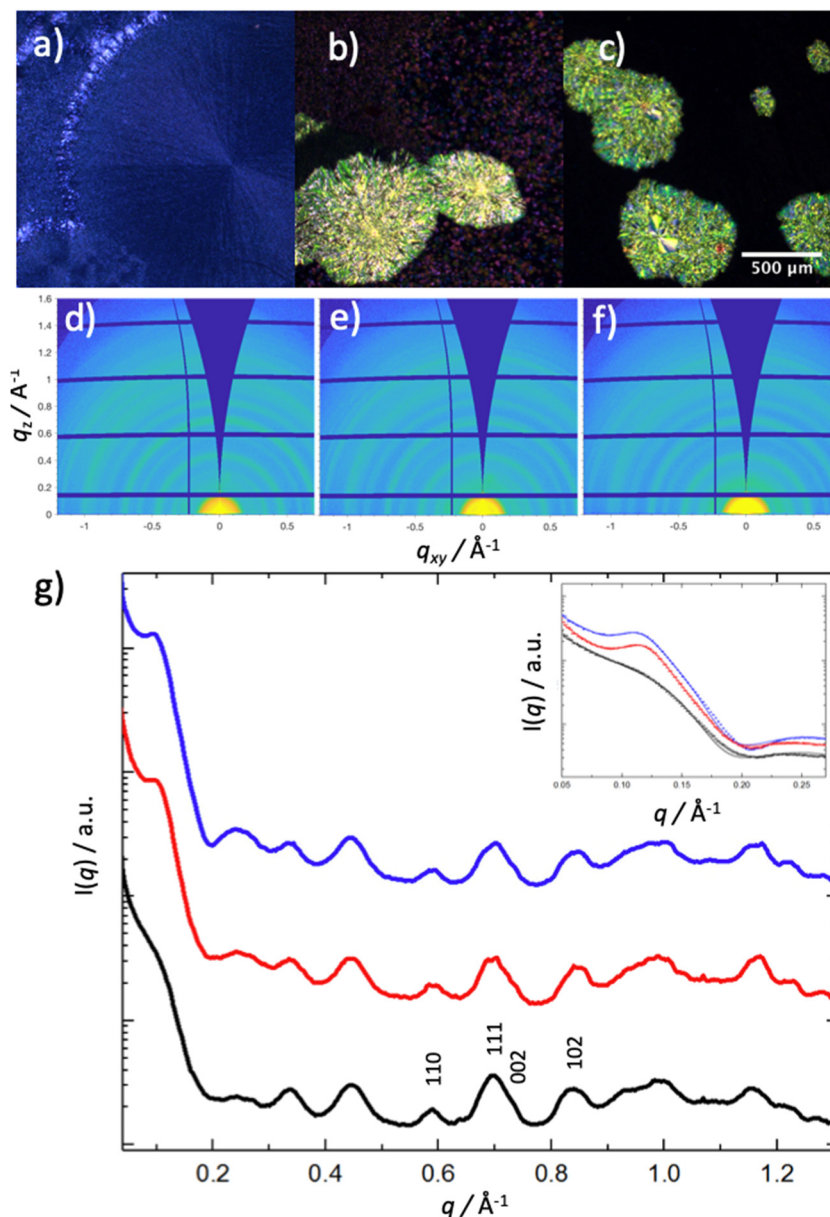 a)
b)
c)
500 µm
d)
e)
f)
1.6
1.4
1.2
1
0.8
0.6
0.4
0.2
0
q_z / A⁻¹
-1 -0.5 0 0.5
-1 -0.5 0 0.5
-1 -0.5 0 0.5
q_xy / Å⁻¹
g)
I(q) / a.u.
I(q) / a.u.
0.05 0.10 0.15 0.20 0.25
q / Å⁻¹
110
111
002
102
0.2 0.4 0.6 0.8 1.0 1.2
q / Å⁻¹